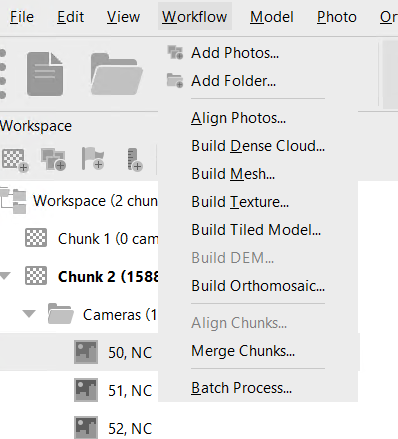 File Edit View Workflow Model Photo Or
Add Photos...
Add Folder...
Workspace
Align Photos...
Build Dense Cloud...
Build Mesh...
Build Texture...
Workspace (2 chun
Build Tiled Model...
Chunk 1 (0 cam
Build DEM...
Chunk 2 (1588
Build Orthomosaic...
Cameras (1
Align Chunks...
50, NC
Merge Chunks...
51, NC
Batch Process...
52, NC